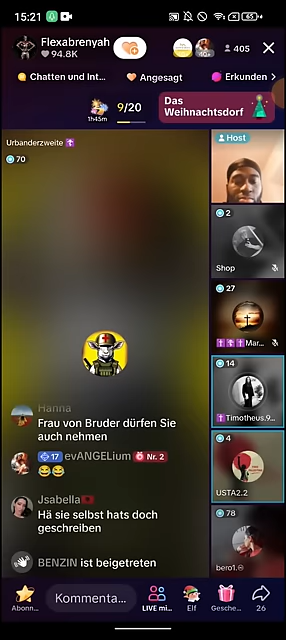 15:21
65
Flexabrenyah
94.8K
405
Chatten und Int...
Angesagt
Erkunden
1h45m
9/20
Das
Weihnachtsdorf
Urbanderzweite
70
Host
2
Shop
27
Mar...
14
Timotheus.9...
4
USTA2.2
78
bero1.
Hanna
Frau von Bruder dürfen Sie
auch nehmen
17 evANGELium Nr. 2
😂😂
Jsabella
Hä sie selbst hats doch
geschreiben
BENZIN ist beigetreten
Abonn...
Kommenta...
LIVE mi...
Elf
Gesche...
26